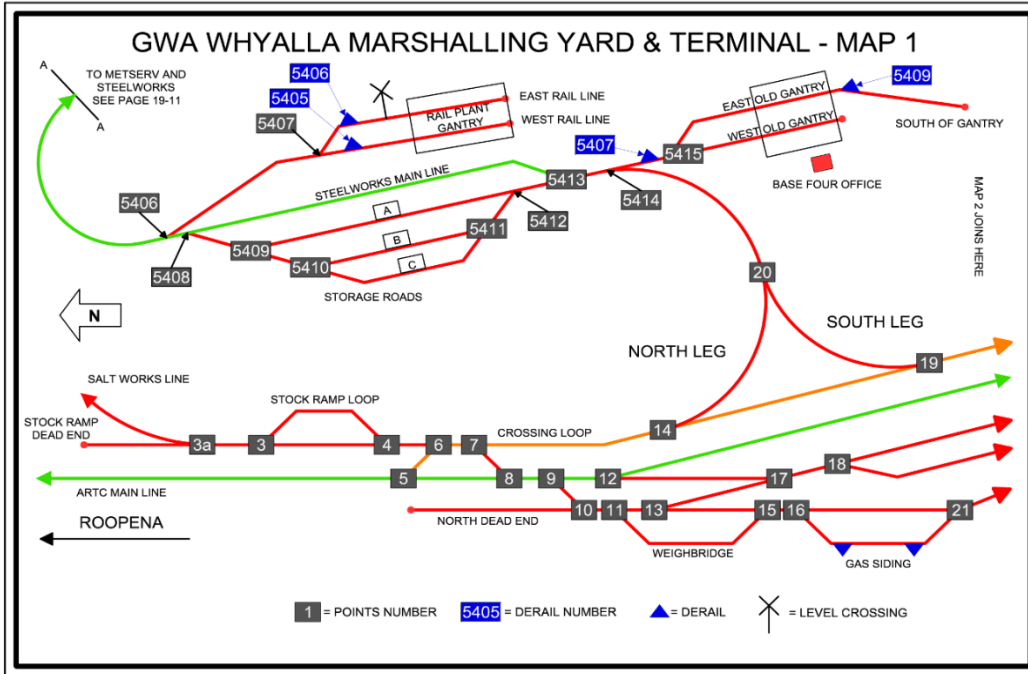 GWA WHYALLA MARSHALLING YARD & TERMINAL - MAP 1
A
TO METSERV AND
STEELWORKS
SEE PAGE 19-11
A
5406
5405
5407
EAST RAIL LINE
RAIL PLANT
GANTRY
WEST RAIL LINE
5409
EAST OLD GANTRY
WEST OLD GANTRY
SOUTH OF GANTRY
5407
5415
BASE FOUR OFFICE
STEELWORKS MAIN LINE
5413
5414
5412
5406
5408
5409
A
B
5411
5410
C
STORAGE ROADS
MAP 2 JOINS HERE
N
20
SOUTH LEG
NORTH LEG
19
SALT WORKS LINE
STOCK RAMP
DEAD END
STOCK RAMP LOOP
3a
3
4
6
7
CROSSING LOOP
14
5
8
9
12
17
18
ARTC MAIN LINE
ROOPENA
NORTH DEAD END
10
11
13
15
16
21
WEIGHBRIDGE
GAS SIDING
1 = POINTS NUMBER
5405 = DERAIL NUMBER
= DERAIL
= LEVEL CROSSING